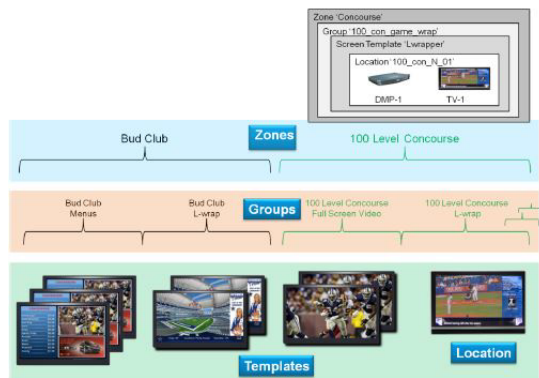 Zone 'Concourse'
Group '100_con_game_wrap'
Screen Template 'Lwrapper'
Location '100_con_N_01'
DMP-1 TV-1
Bud Club Zones 100 Level Concourse
Bud Club
Menus
Bud Club
L-wrap
Groups
100 Level Concourse
Full Screen Video
100 Level Concourse
L-wrap
Templates
Location